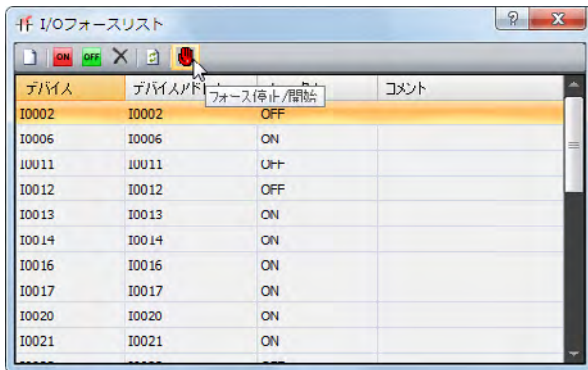 I/Oフォースリスト
ON OFF
デバイス コメント
フォース停止/開始
I0002 I0002 OFF
I0006 I0006 ON
I0011 I0011 OFF
I0012 I0012 OFF
I0013 I0013 ON
I0014 I0014 ON
I0016 I0016 ON
I0017 I0017 ON
I0020 I0020 ON
I0021 I0021 ON